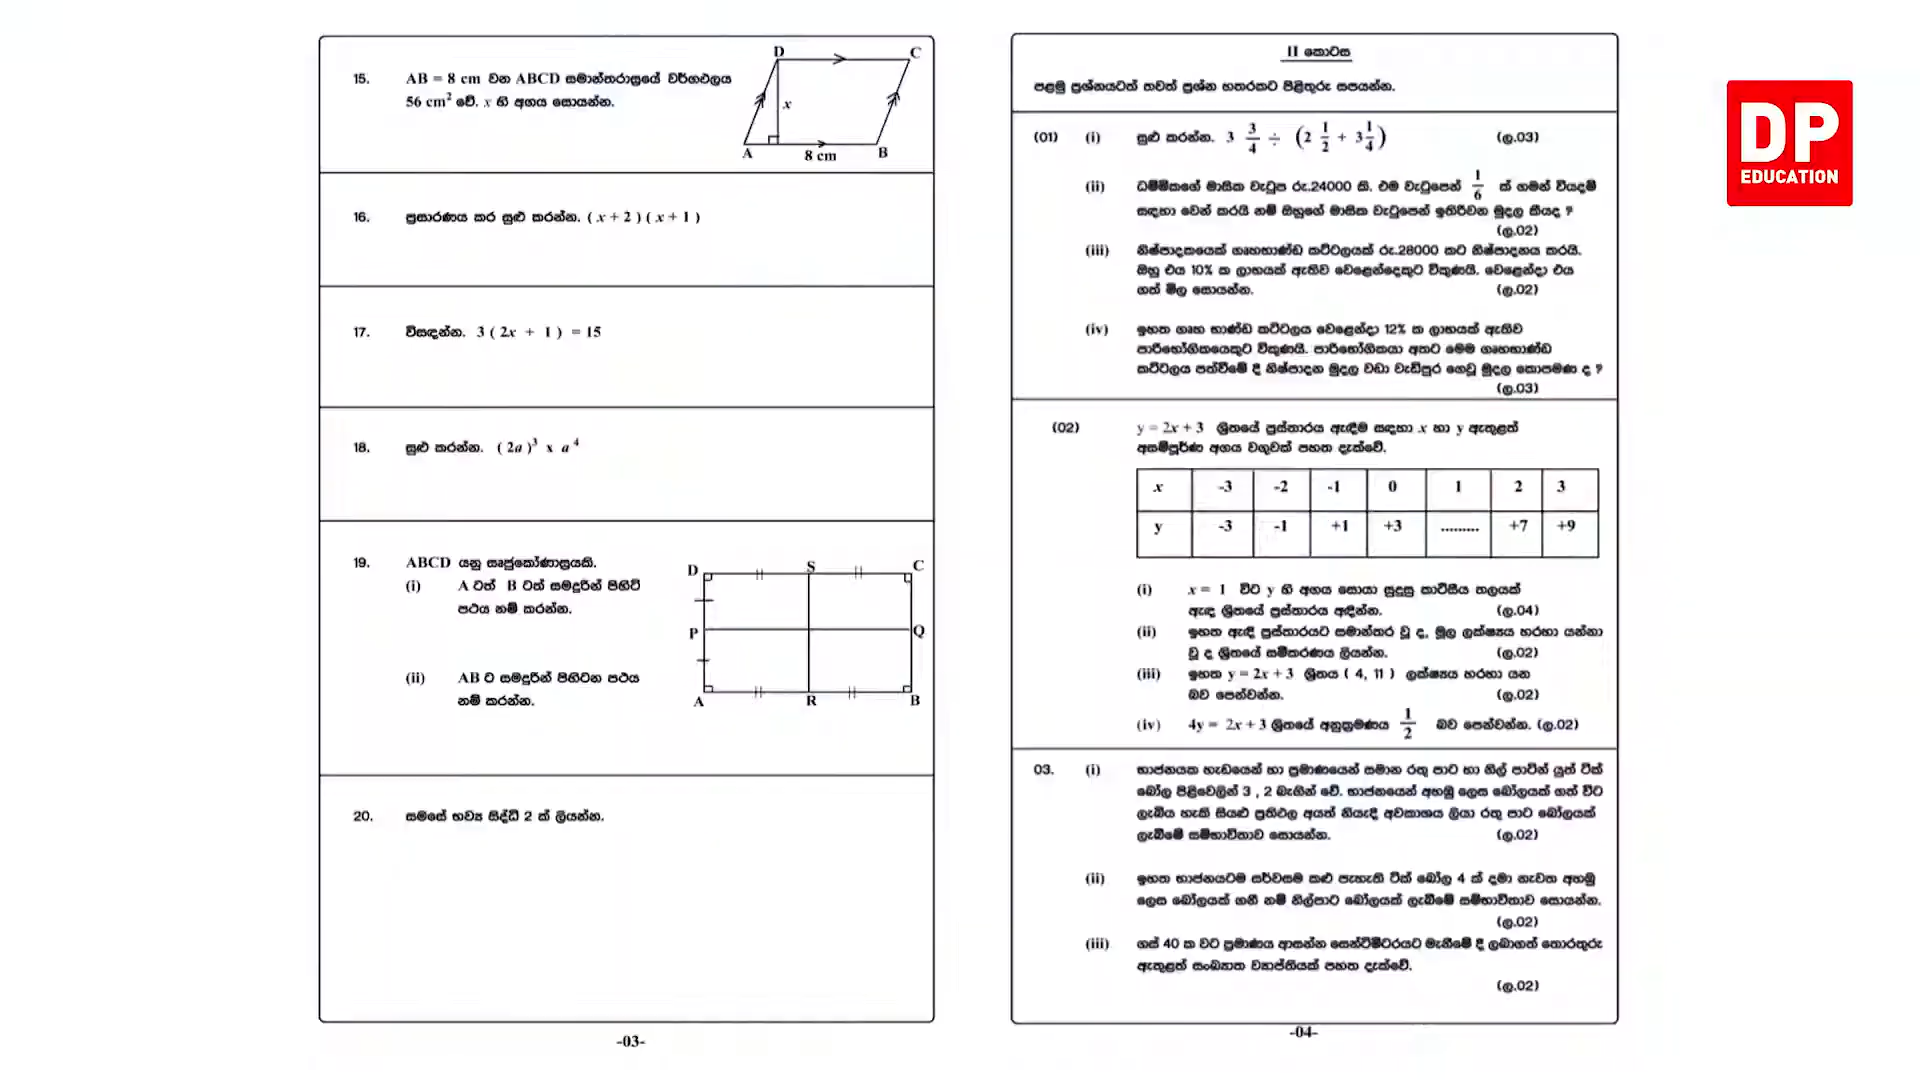 15. AB = 8 cm වන ABCD සමාන්තරාස්‍රයේ වර්ගඵලය
56 cm² වේ. x හි අගය සොයන්න.
D C
x
A 8 cm B
16. ප්‍රසාරණය කර සුළු කරන්න. ( x + 2 ) ( x + 1 )
17. විසඳන්න. 3 ( 2x + 1 ) = 15
18. සුළු කරන්න. ( 2a )³ x a⁴
19. ABCD යනු සෘජුකෝණාස්‍රයකි.
(i) A ටත් B ටත් සමදුරින් පිහිටි
පථය නම් කරන්න.
(ii) AB ට සමදුරින් පිහිටන පථය
නම් කරන්න.
D S C
P Q
A R B
20. සමසේ භව්‍ය සිද්ධි 2 ක් ලියන්න.
-03-
II කොටස
පළමු ප්‍රශ්නයටත් තවත් ප්‍රශ්න හතරකට පිළිතුරු සපයන්න.
(01) (i) සුළු කරන්න. 3 3/4 ÷ (2 1/2 + 3 1/4) (ල.03)
(ii) ධම්මිකගේ මාසික වැටුප රු.24000 කි. එම වැටුපෙන් 1/6 ක් ගමන් වියදම්
සඳහා වෙන් කරයි නම් ඔහුගේ මාසික වැටුපෙන් ඉතිරිවන මුදල කීයද ?
(ල.02)
(iii) නිෂ්පාදකයෙක් ගෘහභාණ්ඩ කට්ටලයක් රු.28000 කට නිෂ්පාදනය කරයි.
ඔහු එය 10% ක ලාභයක් ඇතිව වෙළෙන්දෙකුට විකුණයි. වෙළෙන්දා එය
ගත් මිල සොයන්න. (ල.02)
(iv) ඉහත ගෘහ භාණ්ඩ කට්ටලය වෙළෙන්දා 12% ක ලාභයක් ඇතිව
පාරිභෝගිකයෙකුට විකුණයි. පාරිභෝගිකයා අතට මෙම ගෘහභාණ්ඩ
කට්ටලය පත්වීමේ දී නිෂ්පාදන මුදල වඩා වැඩිපුර ගෙවූ මුදල කොපමණ ද ?
(ල.03)
(02) y = 2x + 3 ශ්‍රිතයේ ප්‍රස්තාරය ඇඳීම සඳහා x හා y ඇතුළත්
අසම්පූර්ණ අගය වගුවක් පහත දැක්වේ.
x -3 -2 -1 0 1 2 3
y -3 -1 +1 +3 ......... +7 +9
(i) x = 1 විට y හි අගය සොයා සුදුසු කාටිසීය තලයක්
ඇඳ ශ්‍රිතයේ ප්‍රස්තාරය අඳින්න. (ල.04)
(ii) ඉහත ඇඳි ප්‍රස්තාරයට සමාන්තර වූ ද, මූල ලක්ෂ්‍යය හරහා යන්නා
වූ ද ශ්‍රිතයේ සමීකරණය ලියන්න. (ල.02)
(iii) ඉහත y = 2x + 3 ශ්‍රිතය ( 4, 11 ) ලක්ෂ්‍යය හරහා යන
බව පෙන්වන්න. (ල.02)
(iv) 4y = 2x + 3 ශ්‍රිතයේ අනුක්‍රමණය 1/2 බව පෙන්වන්න. (ල.02)
03. (i) භාජනයක හැඩයෙන් හා ප්‍රමාණයෙන් සමාන රතු පාට හා නිල් පාටින් යුත් ටික්
බෝල පිළිවෙලින් 3 , 2 බැගින් වේ. භාජනයෙන් අහඹු ලෙස බෝලයක් ගත් විට
ලැබිය හැකි සියළු ප්‍රතිඵල අයත් නියැදි අවකාශය ලියා රතු පාට බෝලයක්
ලැබීමේ සම්භාවිතාව සොයන්න. (ල.02)
(ii) ඉහත භාජනයටම සර්වසම කළු පැහැති ටික් බෝල 4 ක් දමා නැවත අහඹු
ලෙස බෝලයක් ගනී නම් නිල්පාට බෝලයක් ලැබීමේ සම්භාවිතාව සොයන්න.
(ල.02)
(iii) ගස් 40 ක වට ප්‍රමාණය ආසන්න සෙන්ටිමීටරයට මැනීමේ දී ලබාගත් තොරතුරු
ඇතුළත් සංඛ්‍යාත ව්‍යාප්තියක් පහත දැක්වේ.
(ල.02)
-04-
DP
EDUCATION